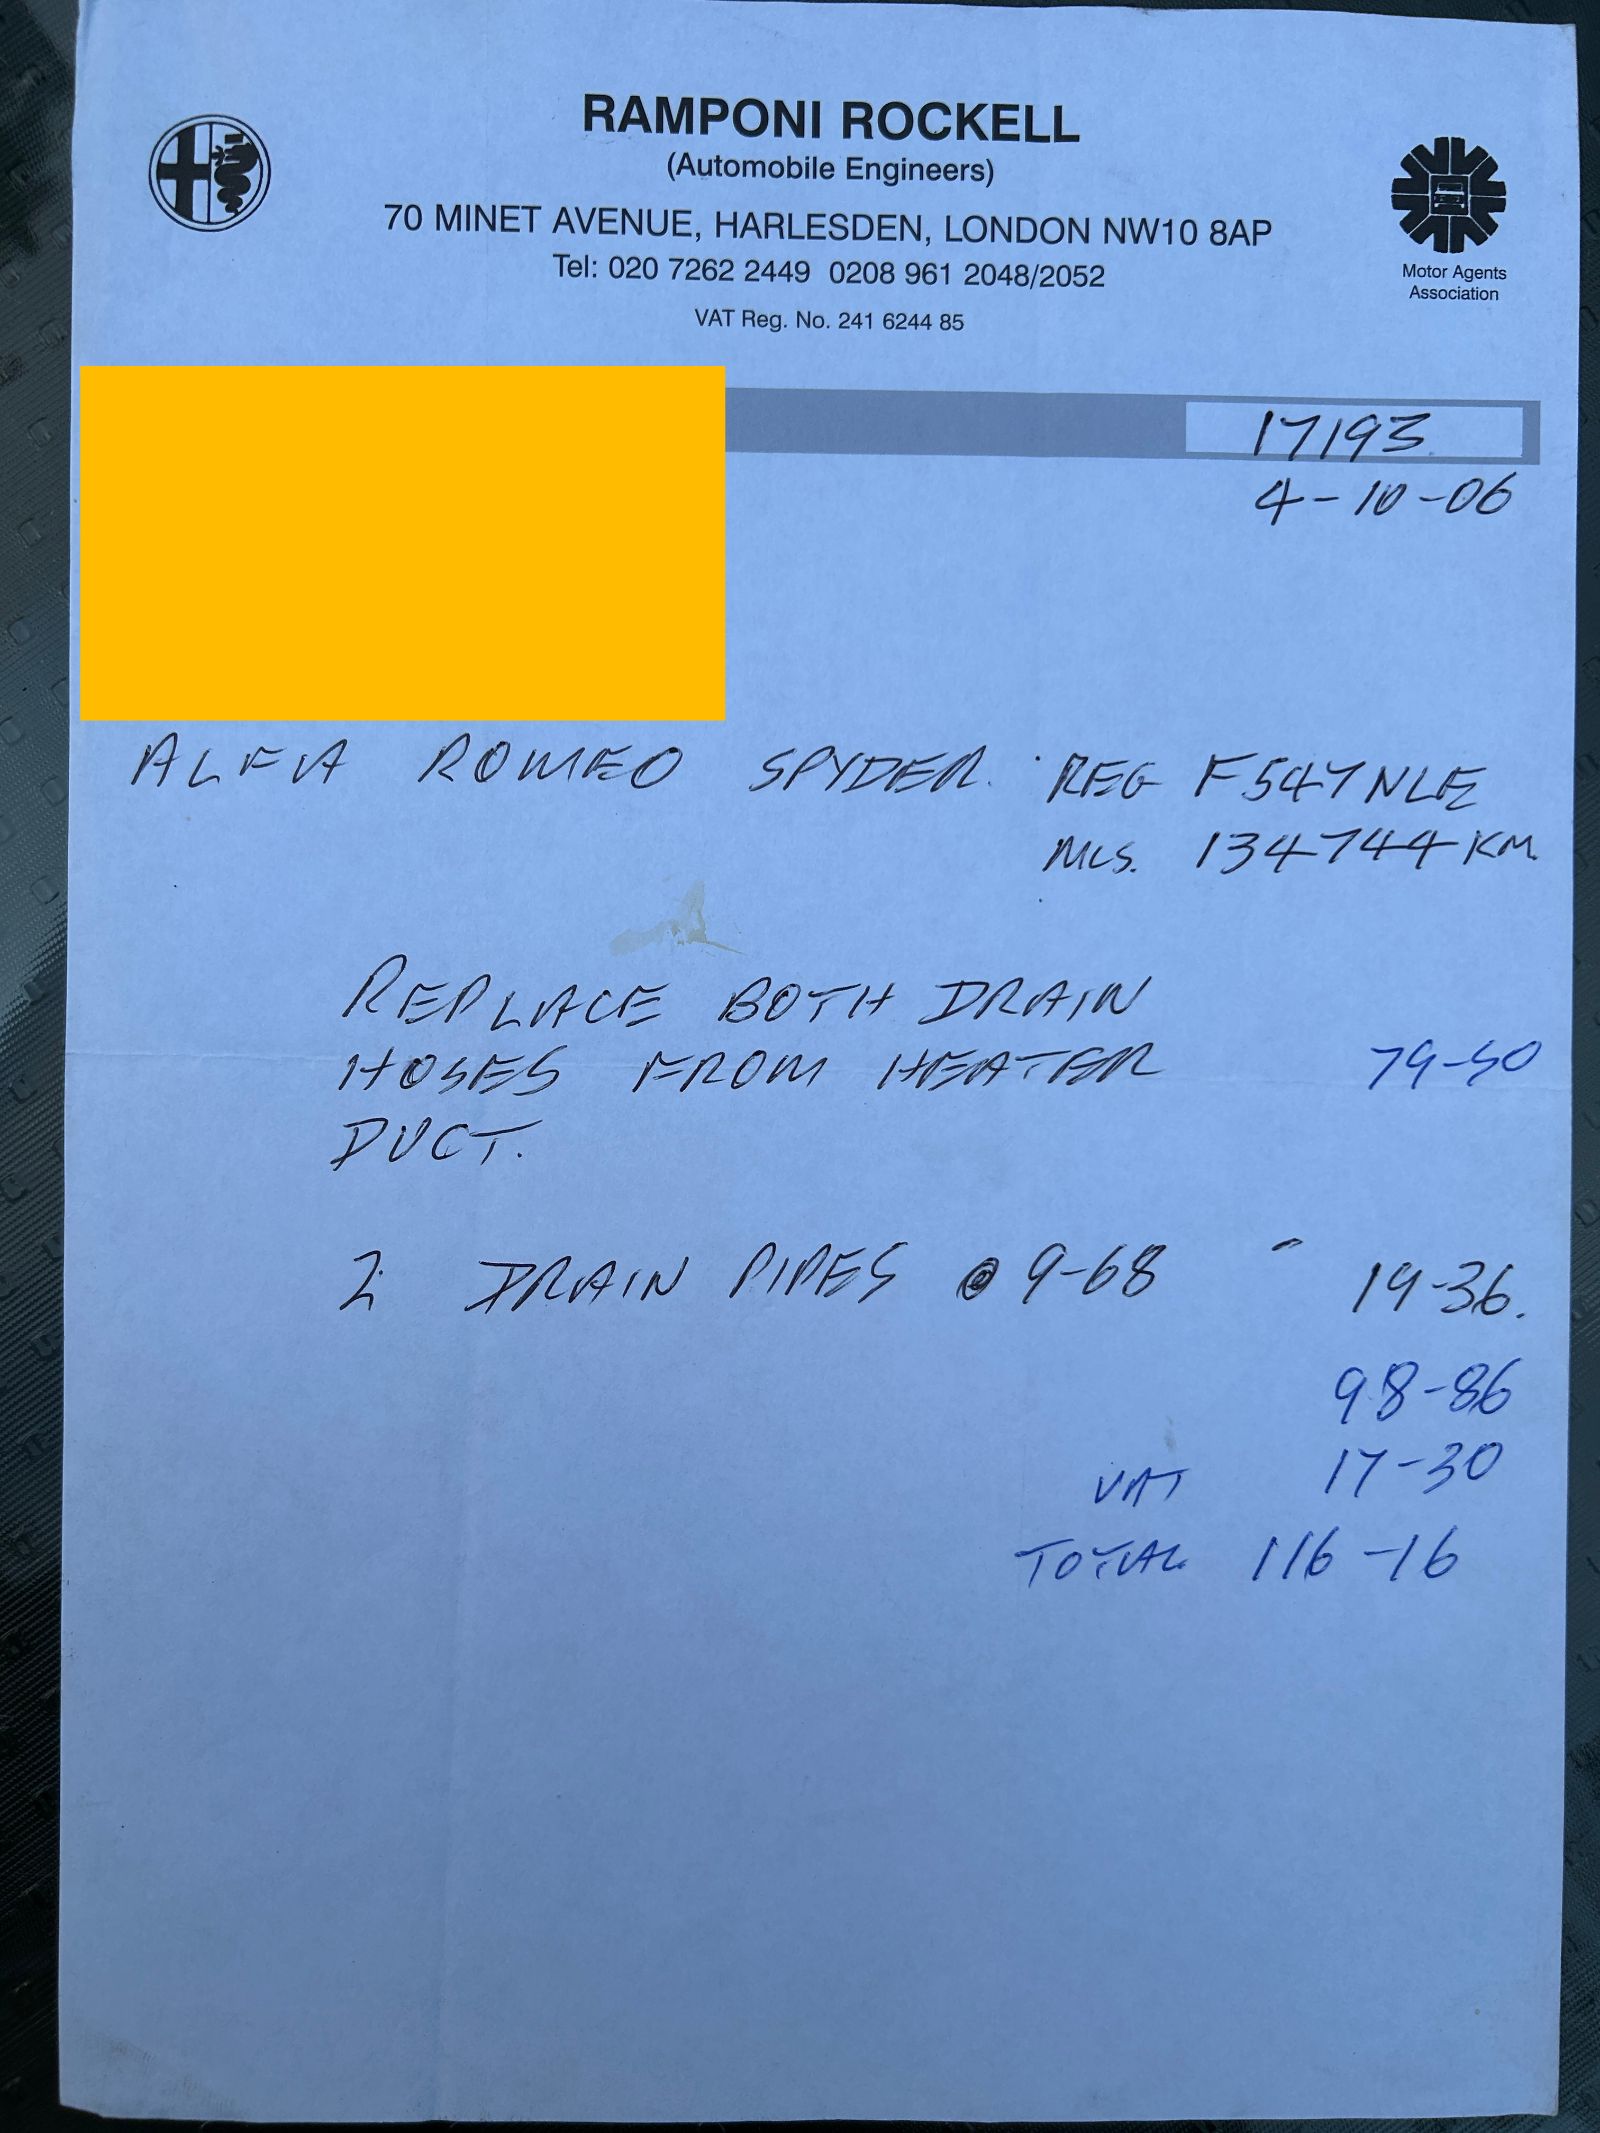 RAMPONI ROCKELL
(Automobile Engineers)
70 MINET AVENUE, HARLESDEN, LONDON NW10 8AP
Tel: 020 7262 2449 0208 961 2048/2052
VAT Reg. No. 241 6244 85
Motor Agents
Association
17193
4-10-06
ALFA ROMEO SPYDER. REG F547NLE
MLS. 134744KM
REPLACE BOTH DRAIN
HOSES FROM HEATER 79-50
DUCT.
2 DRAIN PIPES @ 9-68 19-36.
98-86
VAT 17-30
TOTAL 116-16